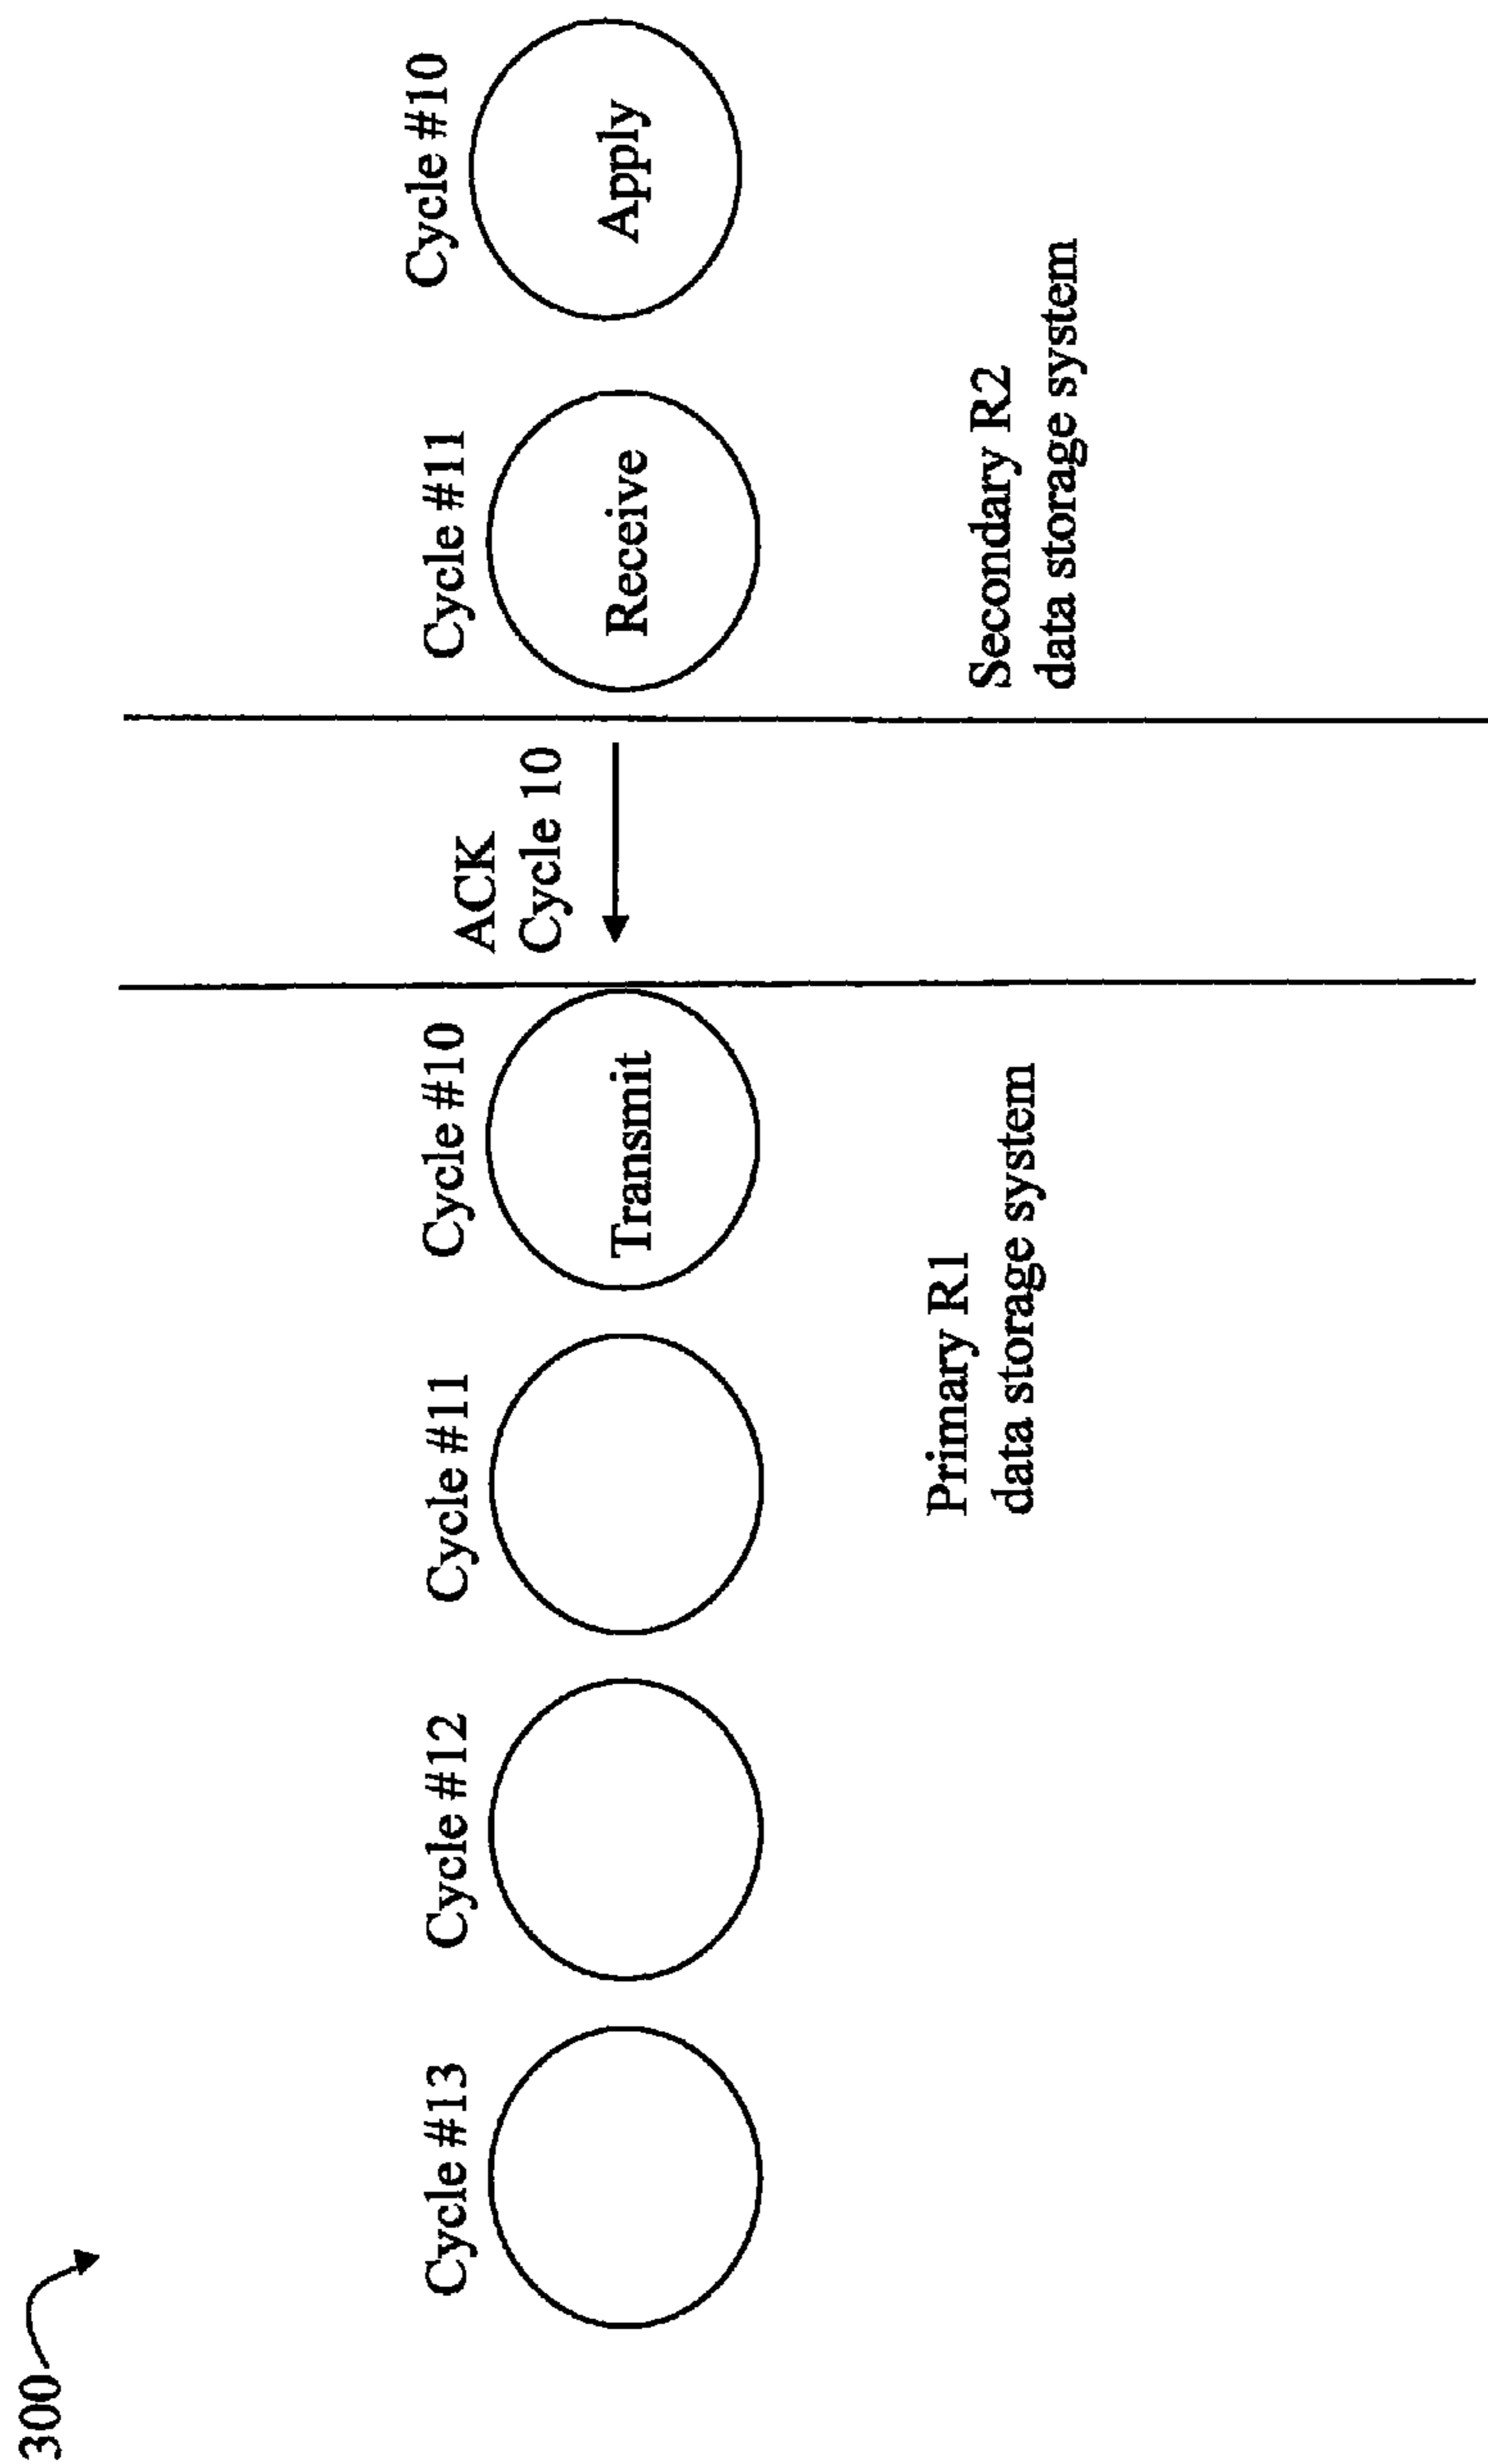 300
Cycle #13
Cycle #12
Cycle #11
Cycle #10
ACK
Cycle 10
Cycle #11
Cycle #10
Transmit
Receive
Apply
Primary R1
data storage system
Secondary R2
data storage system